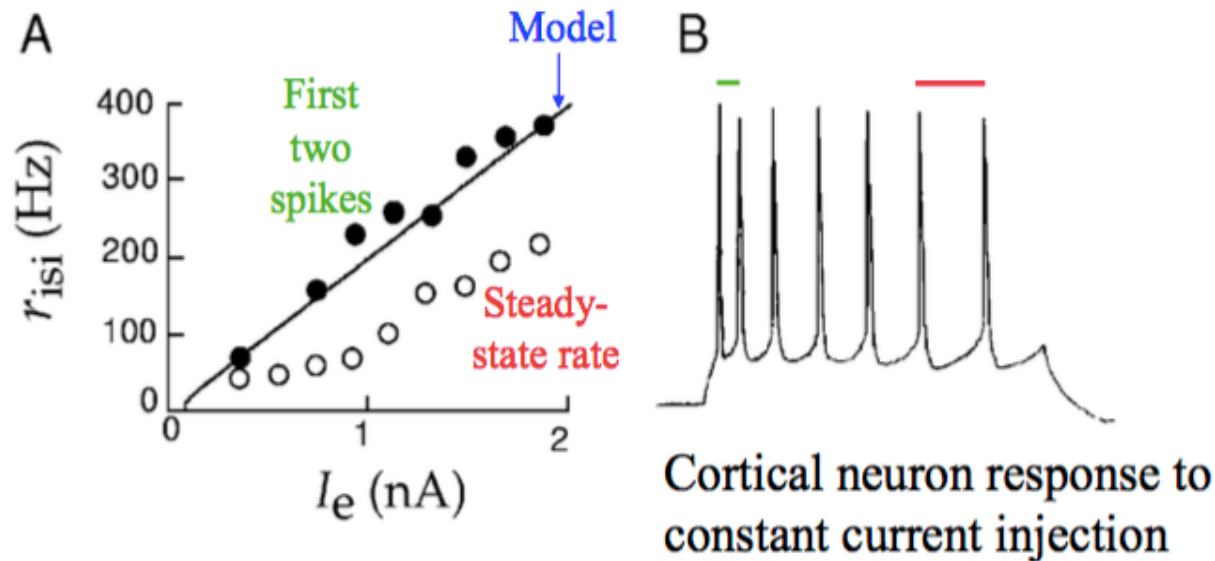 A
Model
B
First
two
spikes
400
300
200
100
0
r_isi (Hz)
Steady-
state rate
0
1
2
I_e (nA)
Cortical neuron response to
constant current injection